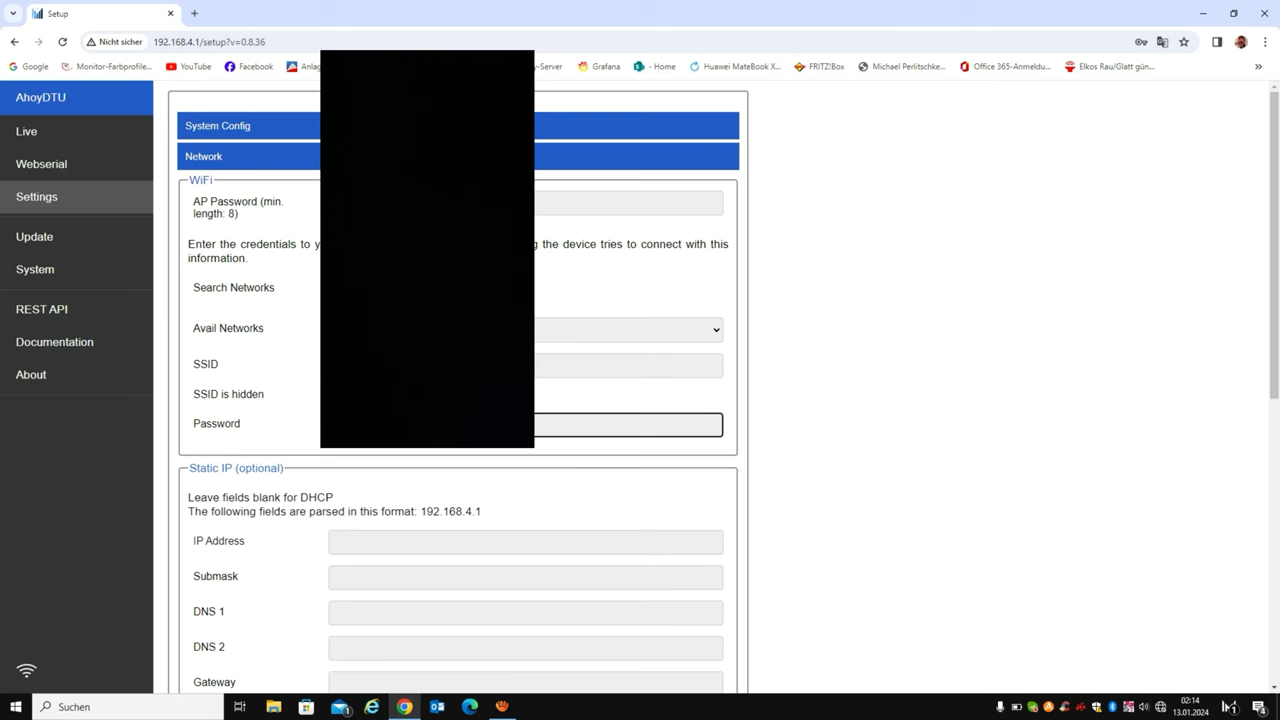 Setup
Nicht sicher
192.168.4.1/setup?v=0.8.36
Google
Monitor-Farbprofile...
YouTube
Facebook
Anlag
y-Server
Grafana
- Home
Huawei MateBook X...
FRITZ!Box
Michael Perlitschke...
Office 365-Anmeldu...
Elkos Rau/Glatt gün...
AhoyDTU
Live
Webserial
Settings
Update
System
REST API
Documentation
About
System Config
Network
WiFi
AP Password (min.
length: 8)
Enter the credentials to y
g the device tries to connect with this
information.
Search Networks
Avail Networks
SSID
SSID is hidden
Password
Static IP (optional)
Leave fields blank for DHCP
The following fields are parsed in this format: 192.168.4.1
IP Address
Submask
DNS 1
DNS 2
Gateway
Suchen
02:14
13.01.2024